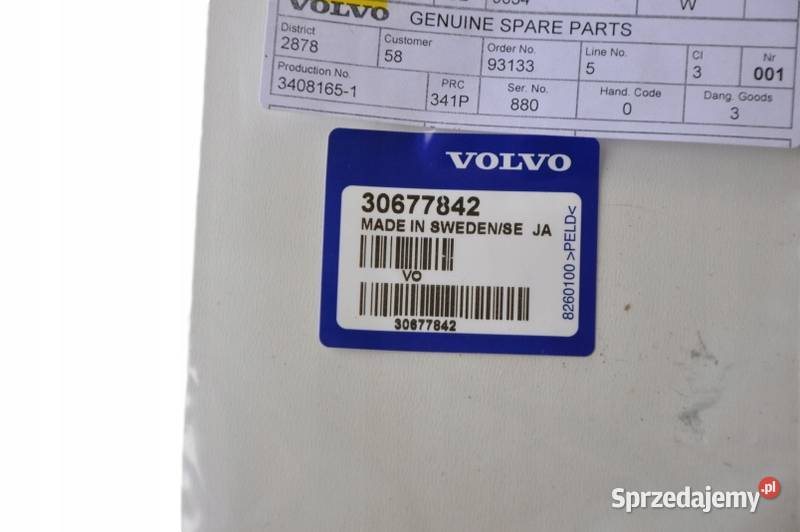 W
VOLVO GENUINE SPARE PARTS
District Customer Order No. Line No. CI Nr
2878 58 93133 5 3 001
Production No. PRC Ser. No. Hand. Code Dang. Goods
3408165-1 341P 880 0 3
VOLVO
30677842
MADE IN SWEDEN/SE JA
VO
30677842
8260100 >PELD<
Sprzedajemy.pl